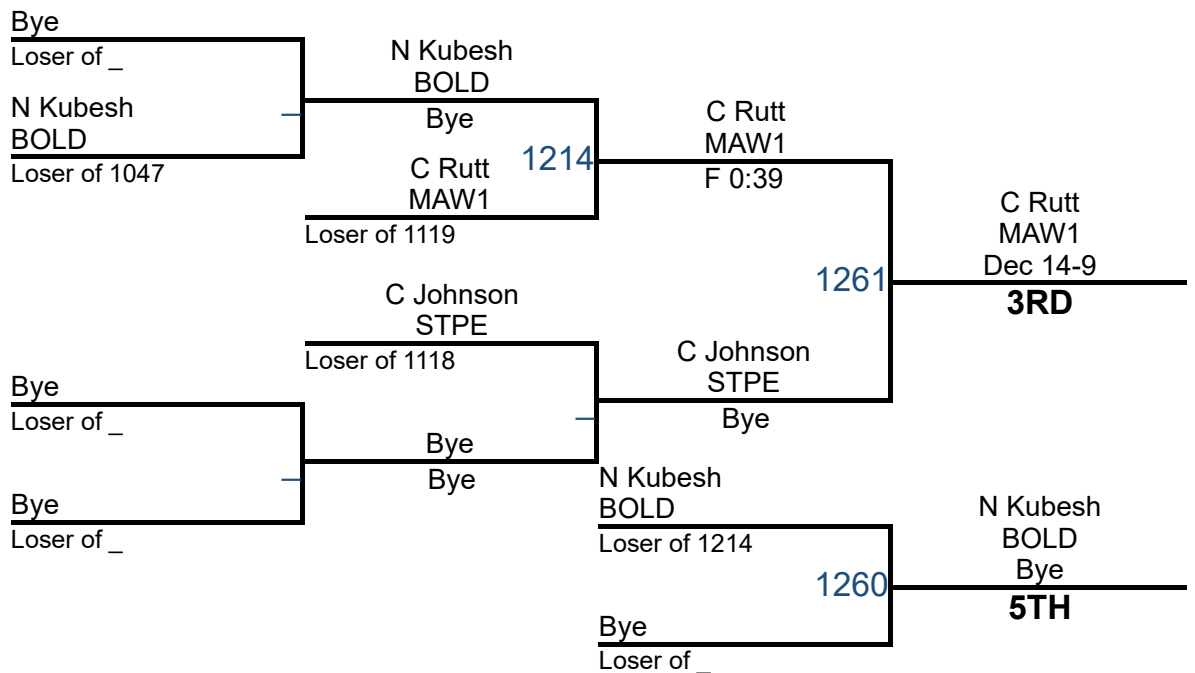 Bye
Loser of _
N Kubesh
BOLD
Loser of 1047
N Kubesh
BOLD
Bye
C Rutt
MAW1
Loser of 1119
1214
C Rutt
MAW1
F 0:39
C Johnson
STPE
Loser of 1118
Bye
Loser of _
Bye
Loser of _
Bye
Bye
C Johnson
STPE
Bye
1261
C Rutt
MAW1
Dec 14-9
3RD
N Kubesh
BOLD
Loser of 1214
Bye
Loser of _
1260
N Kubesh
BOLD
Bye
5TH